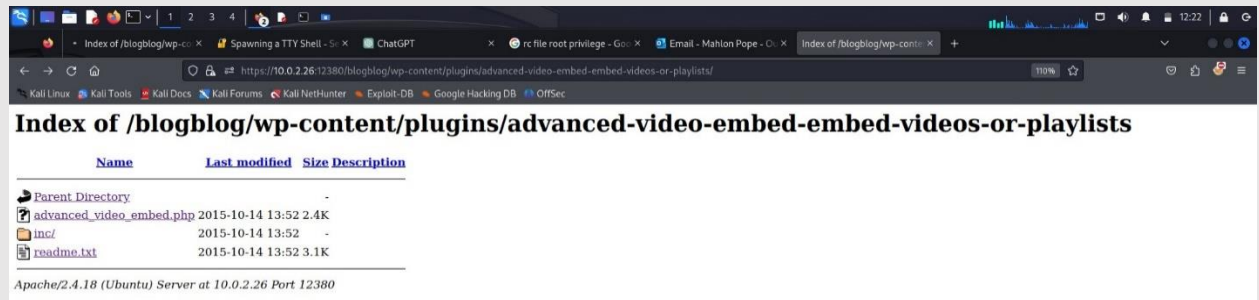 1 2 3 4 12:22
Index of /blogblog/wp-co Spawning a TTY Shell - Se ChatGPT rc file root privilege - Goo Email - Mahlon Pope - Ou Index of /blogblog/wp-conte
https://10.0.2.26:12380/blogblog/wp-content/plugins/advanced-video-embed-embed-videos-or-playlists/ 110%
Kali Linux Kali Tools Kali Docs Kali Forums Kali NetHunter Exploit-DB Google Hacking DB OffSec
Index of /blogblog/wp-content/plugins/advanced-video-embed-embed-videos-or-playlists
Name Last modified Size Description
Parent Directory -
advanced_video_embed.php 2015-10-14 13:52 2.4K
inc/ 2015-10-14 13:52 -
readme.txt 2015-10-14 13:52 3.1K
Apache/2.4.18 (Ubuntu) Server at 10.0.2.26 Port 12380